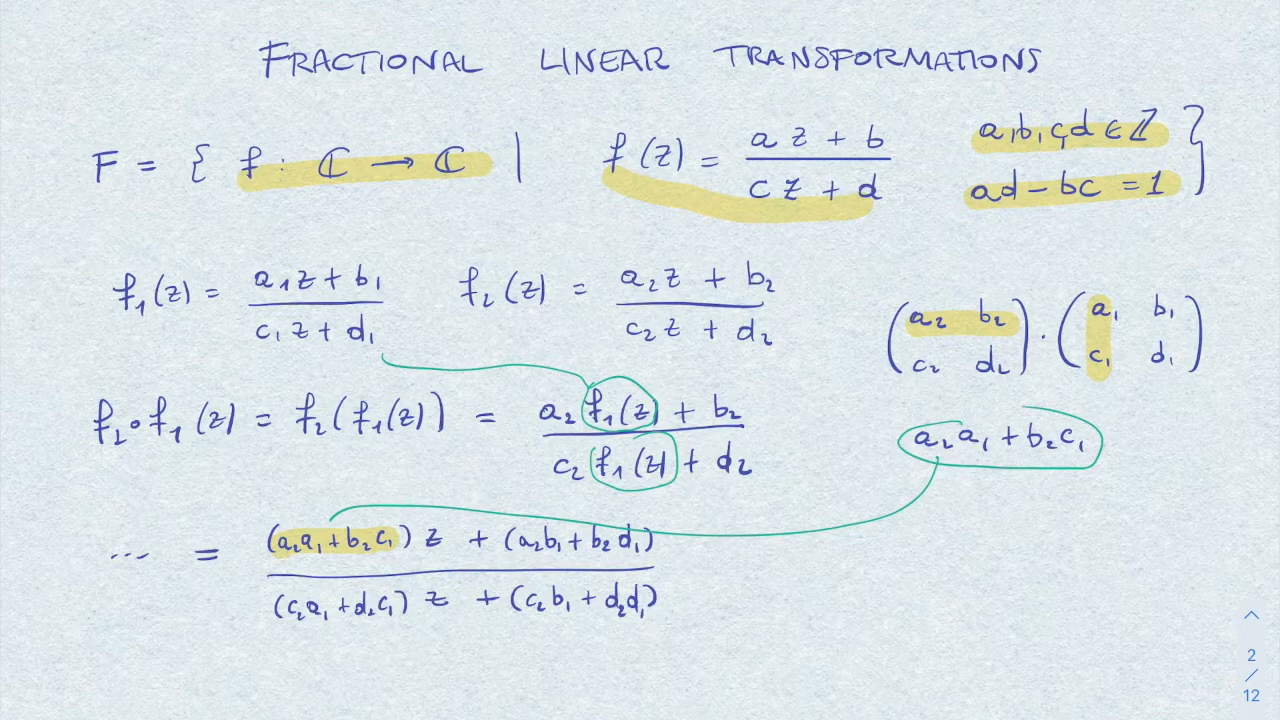 FRACTIONAL LINEAR TRANSFORMATIONS
F = { f : ℂ → ℂ | f(z) = (az + b)/(cz + d) a,b,c,d ∈ ℤ ad - bc = 1 }
f₁(z) = (a₁z + b₁)/(c₁z + d₁) f₂(z) = (a₂z + b₂)/(c₂z + d₂)
(a₂ b₂ / c₂ d₂) · (a₁ b₁ / c₁ d₁)
f₂∘f₁(z) = f₂(f₁(z)) = (a₂ f₁(z) + b₂)/(c₂ f₁(z) + d₂)
a₂a₁ + b₂c₁
... = ((a₂a₁ + b₂c₁) z + (a₂b₁ + b₂d₁))/((c₂a₁ + d₂c₁) z + (c₂b₁ + d₂d₁))
2
/
12